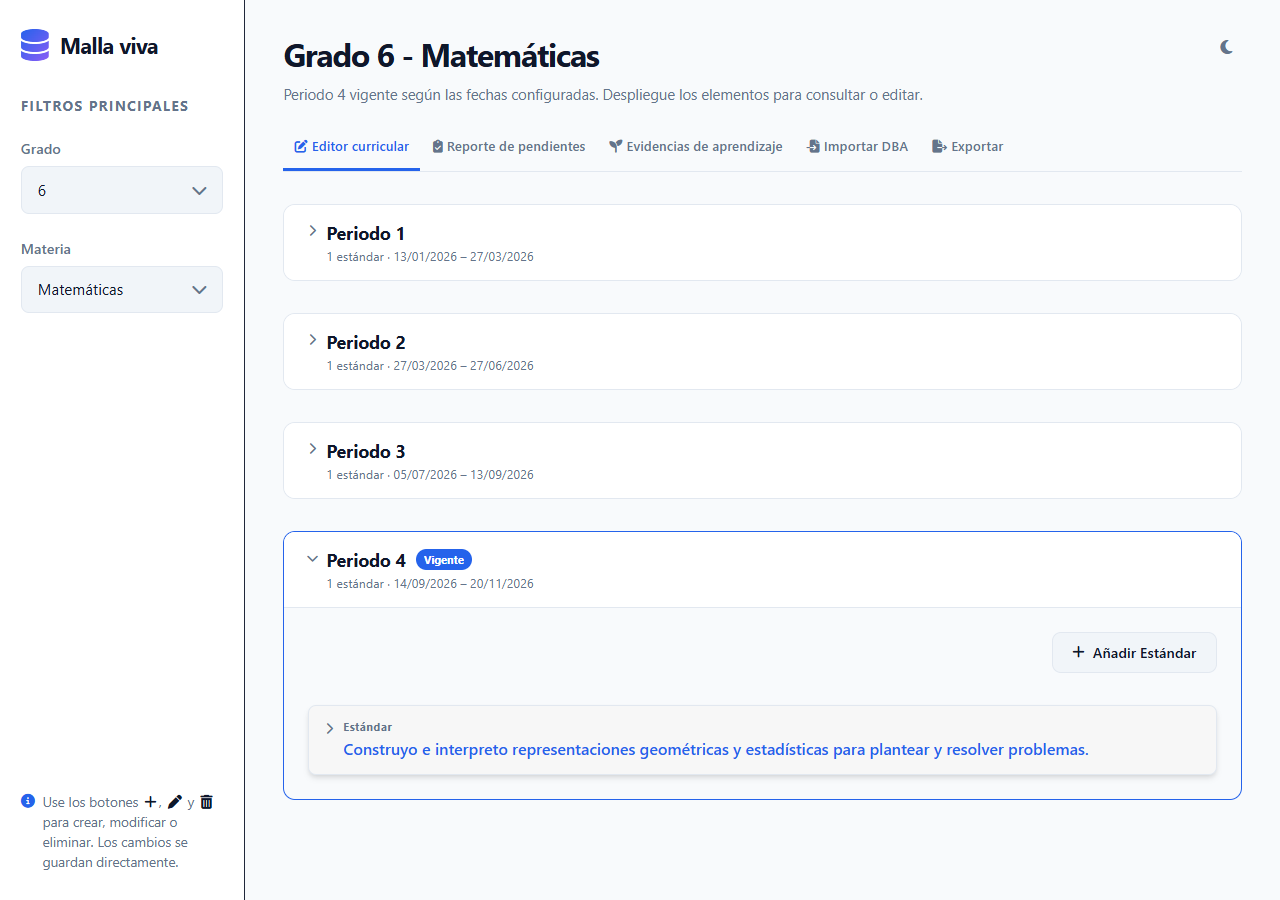 Malla viva
FILTROS PRINCIPALES
Grado
6
Materia
Matemáticas
Use los botones , y
para crear, modificar o
eliminar. Los cambios se
guardan directamente.
Grado 6 - Matemáticas
Periodo 4 vigente según las fechas configuradas. Despliegue los elementos para consultar o editar.
Editor curricular Reporte de pendientes Evidencias de aprendizaje Importar DBA Exportar
Periodo 1
1 estándar · 13/01/2026 – 27/03/2026
Periodo 2
1 estándar · 27/03/2026 – 27/06/2026
Periodo 3
1 estándar · 05/07/2026 – 13/09/2026
Periodo 4 Vigente
1 estándar · 14/09/2026 – 20/11/2026
Añadir Estándar
Estándar
Construyo e interpreto representaciones geométricas y estadísticas para plantear y resolver problemas.